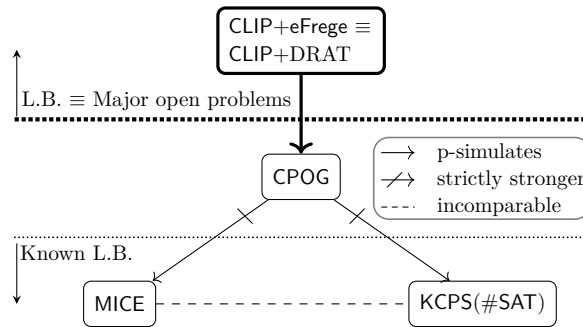 CLIP+eFrege ≡
CLIP+DRAT
L.B. ≡ Major open problems
CPOG
p-simulates
strictly stronger
incomparable
Known L.B.
MICE
KCPS(#SAT)